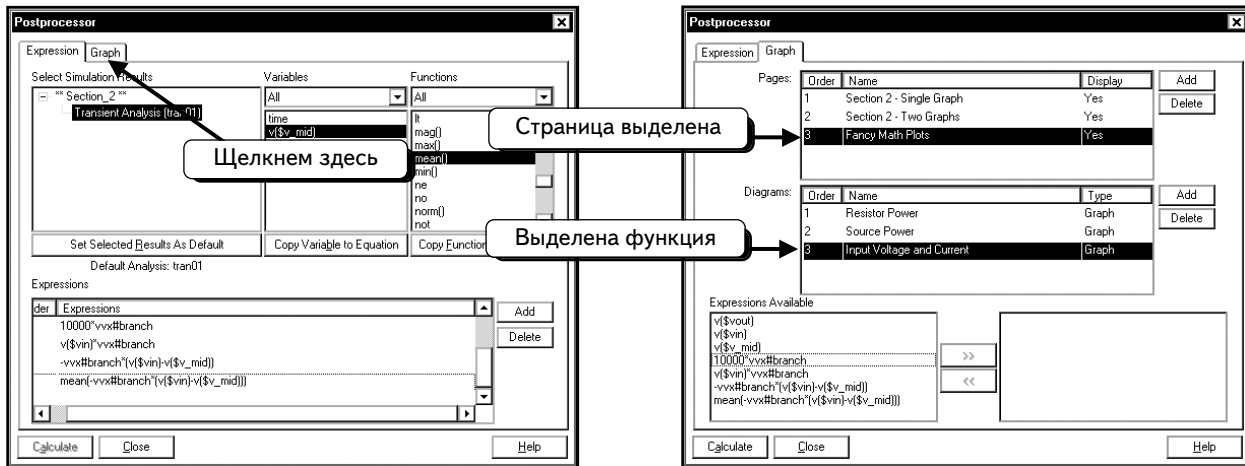 Postprocessor
Expression Graph
Select Simulation Results Variables Functions
** Section_2 ** All All
Transient Analysis (tran01) time lt
v($v_mid) mag()
max()
mean()
min()
ne
no
norm()
not
Щелкнем здесь
Set Selected Results As Default Copy Variable to Equation Copy Function
Default Analysis: tran01
Expressions
der Expressions Add
10000*vvx#branch Delete
v($vin)*vvx#branch
-vvx#branch*(v($vin)-v($v_mid))
mean(-vvx#branch*(v($vin)-v($v_mid)))
Calculate Close Help
Postprocessor
Expression Graph
Pages: Order Name Display Add
1 Section 2 - Single Graph Yes Delete
2 Section 2 - Two Graphs Yes
3 Fancy Math Plots Yes
Страница выделена
Diagrams: Order Name Type Add
1 Resistor Power Graph Delete
2 Source Power Graph
3 Input Voltage and Current Graph
Выделена функция
Expressions Available
v($vout)
v($vin)
v($v_mid)
10000*vvx#branch >>
v($vin)*vvx#branch
-vvx#branch*(v($vin)-v($v_mid)) <<
mean(-vvx#branch*(v($vin)-v($v_mid)))
Calculate Close Help